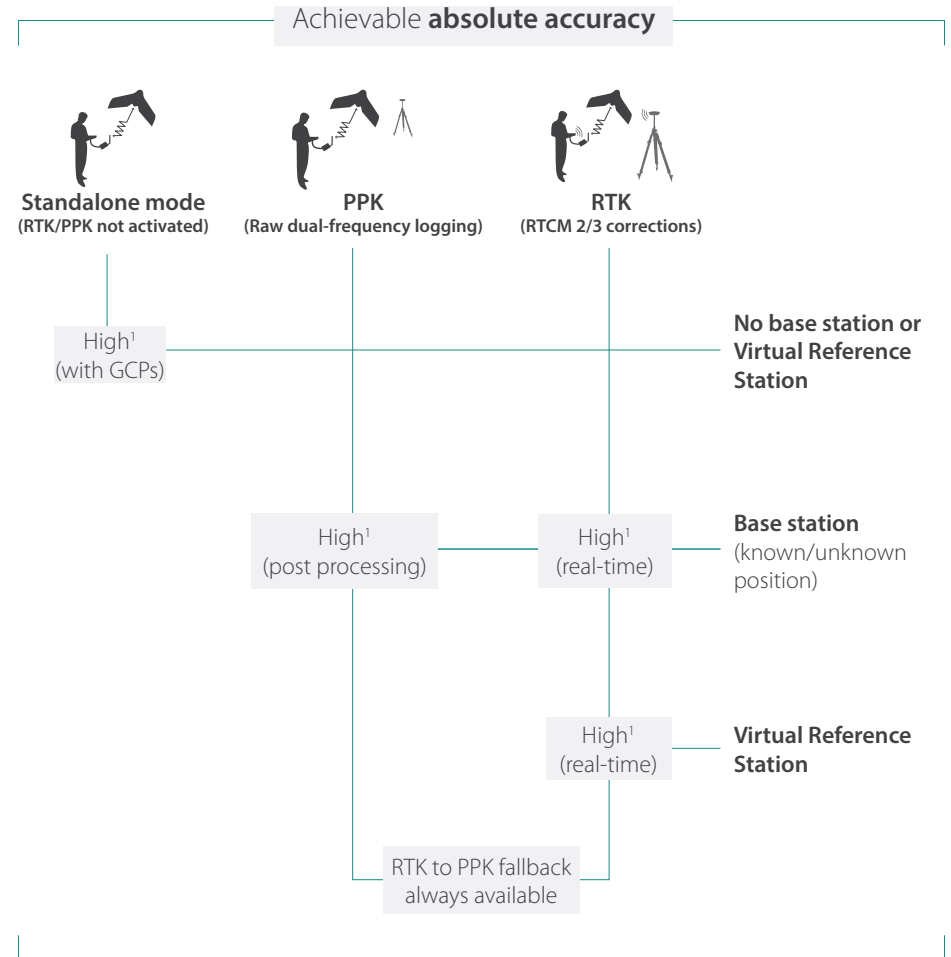 Achievable absolute accuracy
Standalone mode
(RTK/PPK not activated)
PPK
(Raw dual-frequency logging)
RTK
(RTCM 2/3 corrections)
High¹
(with GCPs)
No base station or
Virtual Reference
Station
High¹
(post processing)
High¹
(real-time)
Base station
(known/unknown
position)
High¹
(real-time)
Virtual Reference
Station
RTK to PPK fallback
always available